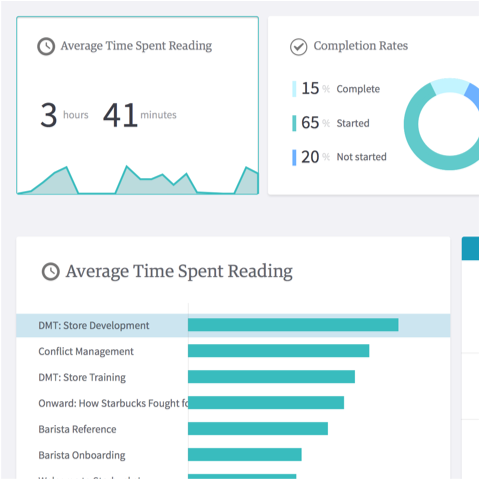 Average Time Spent Reading
3 hours 41 minutes
Completion Rates
15 % Complete
65 % Started
20 % Not started
Average Time Spent Reading
DMT: Store Development
Conflict Management
DMT: Store Training
Onward: How Starbucks Fought fo
Barista Reference
Barista Onboarding